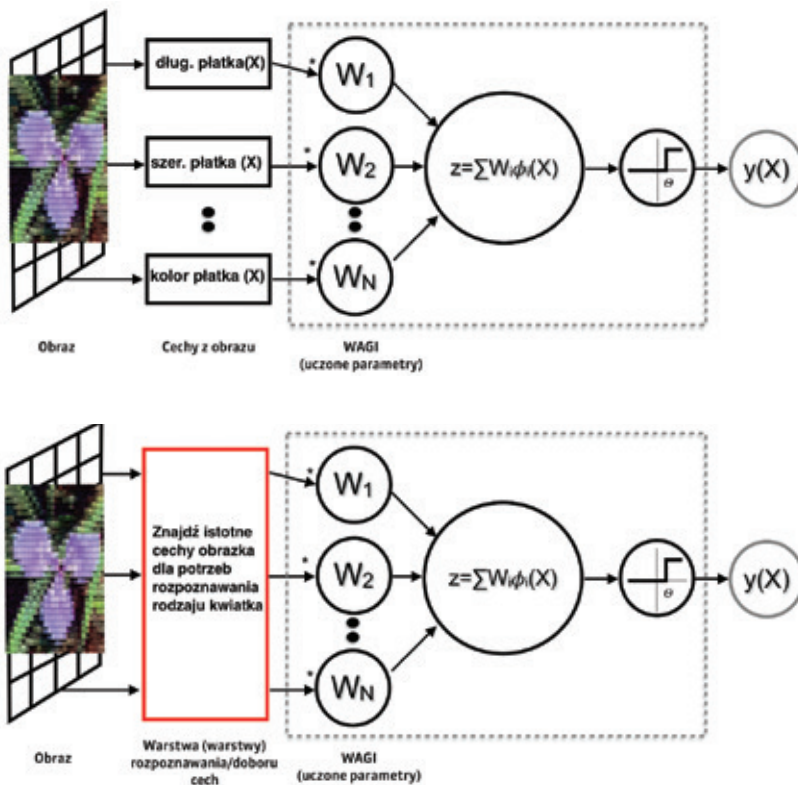 dług. płatka(X)
W1
szer. płatka (X)
W2
z=∑Wiϕi(X)
Θ
y(X)
kolor płatka (X)
WN
Obraz
Cechy z obrazu
WAGI
(uczone parametry)
Znajdź istotne
cechy obrazka
dla potrzeb
rozpoznawania
rodzaju kwiatka
W1
W2
z=∑Wiϕi(X)
Θ
y(X)
WN
Obraz
Warstwa (warstwy)
rozpoznawania/doboru
cech
WAGI
(uczone parametry)